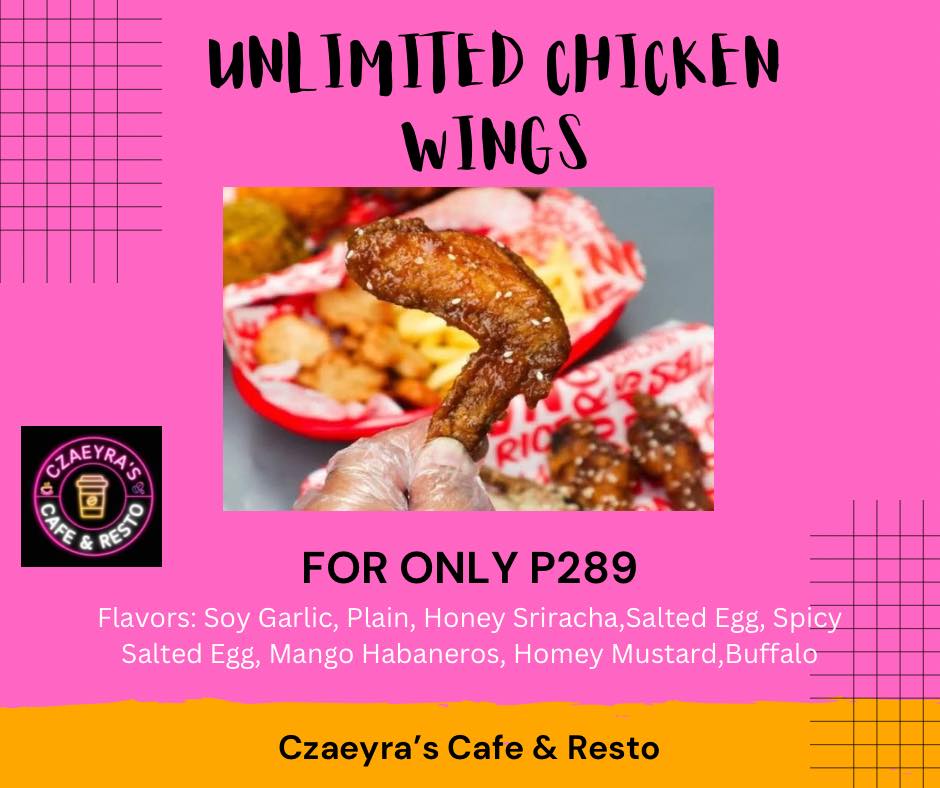 UNLIMITED CHICKEN
WINGS
CZAEYRA'S
CAFE & RESTO
FOR ONLY P289
Flavors: Soy Garlic, Plain, Honey Sriracha,Salted Egg, Spicy
Salted Egg, Mango Habaneros, Homey Mustard,Buffalo
Czaeyra’s Cafe & Resto